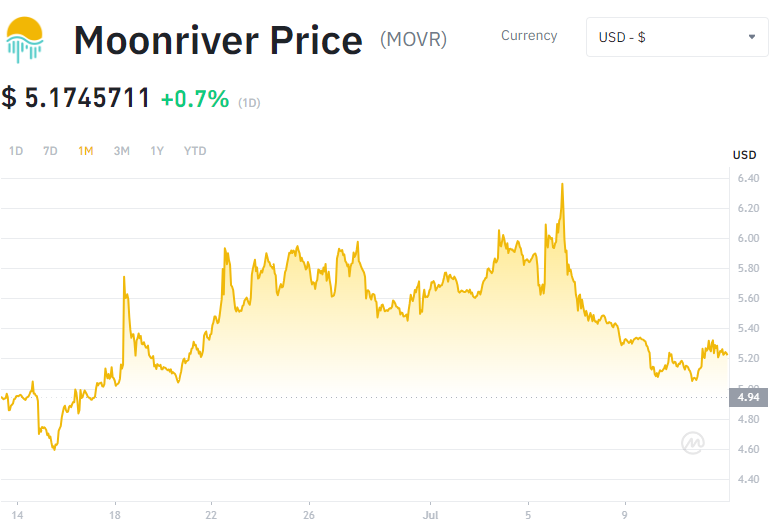 Moonriver Price (MOVR)
Currency
USD - $
$ 5.1745711 +0.7% (1D)
1D 7D 1M 3M 1Y YTD
USD
6.40
6.20
6.00
5.80
5.60
5.40
5.20
5.00
4.94
4.80
4.60
4.40
14 18 22 26 Jul 5 9